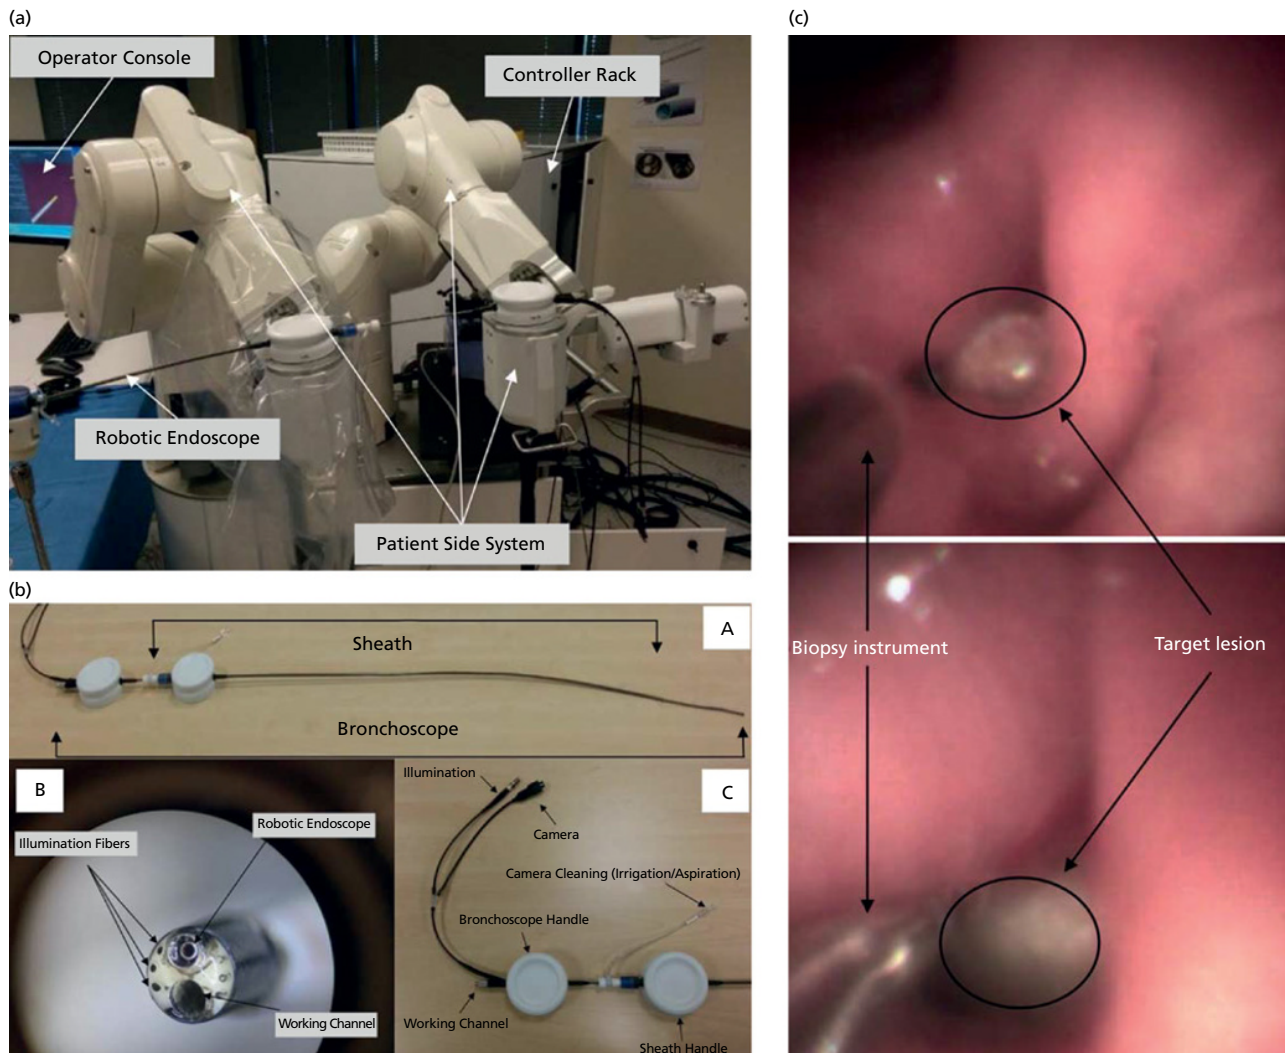 (a)
Operator Console
Controller Rack
Robotic Endoscope
Patient Side System
(b)
A
Sheath
Bronchoscope
B
Robotic Endoscope
Illumination Fibers
Working Channel
C
Illumination
Camera
Camera Cleaning (Irrigation/Aspiration)
Bronchoscope Handle
Working Channel
Sheath Handle
(c)
Biopsy instrument
Target lesion